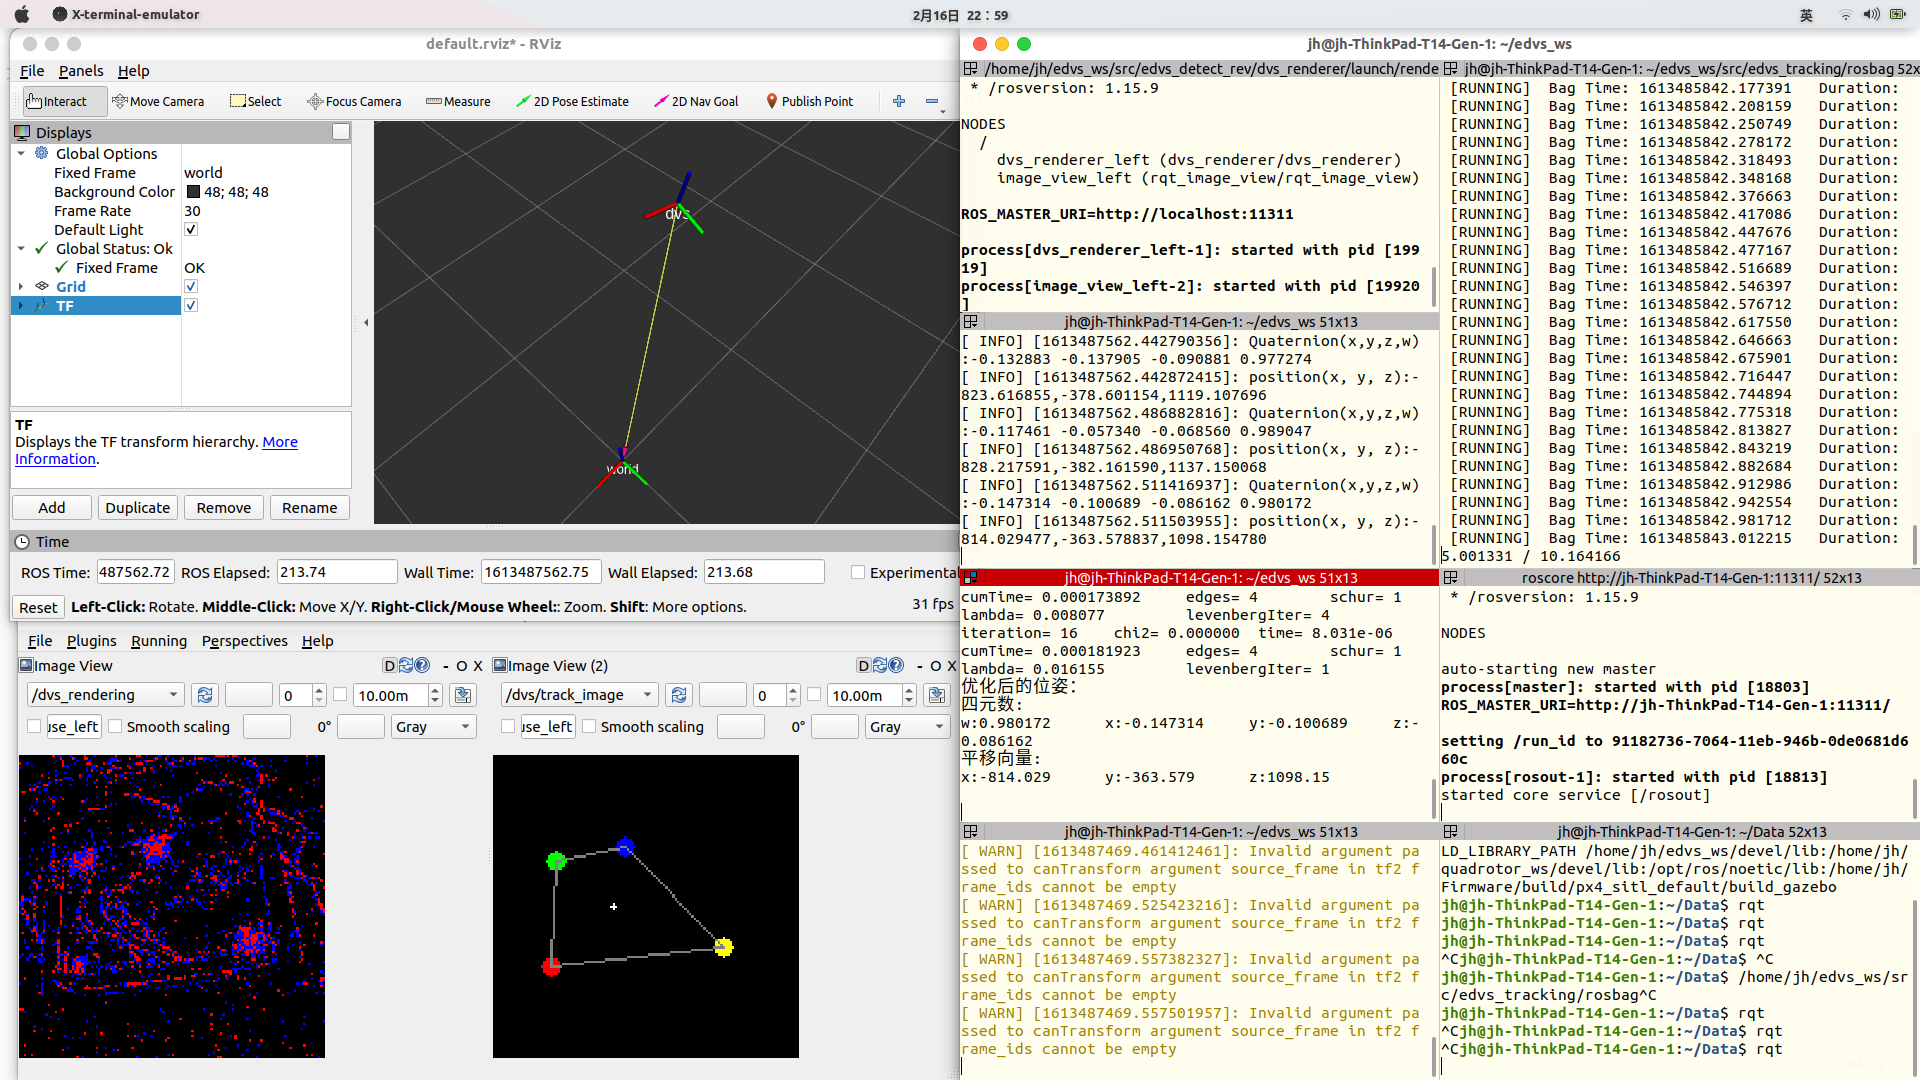 X-terminal-emulator
2月16日 22：59
英
default.rviz* - RViz
File Panels Help
Interact Move Camera Select Focus Camera Measure 2D Pose Estimate 2D Nav Goal Publish Point
Displays
Global Options
Fixed Frame world
Background Color 48; 48; 48
Frame Rate 30
Default Light
Global Status: Ok
Fixed Frame OK
Grid
TF
TF
Displays the TF transform hierarchy. More
Information.
Add Duplicate Remove Rename
dvs
world
Time
ROS Time: 487562.72 ROS Elapsed: 213.74 Wall Time: 1613487562.75 Wall Elapsed: 213.68 Experimenta
Reset Left-Click: Rotate. Middle-Click: Move X/Y. Right-Click/Mouse Wheel:: Zoom. Shift: More options. 31 fps
File Plugins Running Perspectives Help
Image View D - O X Image View (2) D - O X
/dvs_rendering 0 10.00m /dvs/track_image 0 10.00m
use_left Smooth scaling 0° Gray use_left Smooth scaling 0° Gray
jh@jh-ThinkPad-T14-Gen-1: ~/edvs_ws
/home/jh/edvs_ws/src/edvs_detect_rev/dvs_renderer/launch/rende
* /rosversion: 1.15.9
NODES
/
dvs_renderer_left (dvs_renderer/dvs_renderer)
image_view_left (rqt_image_view/rqt_image_view)
ROS_MASTER_URI=http://localhost:11311
process[dvs_renderer_left-1]: started with pid [199
19]
process[image_view_left-2]: started with pid [19920
]
jh@jh-ThinkPad-T14-Gen-1: ~/edvs_ws 51x13
[ INFO] [1613487562.442790356]: Quaternion(x,y,z,w)
:-0.132883 -0.137905 -0.090881 0.977274
[ INFO] [1613487562.442872415]: position(x, y, z):-
823.616855,-378.601154,1119.107696
[ INFO] [1613487562.486882816]: Quaternion(x,y,z,w)
:-0.117461 -0.057340 -0.068560 0.989047
[ INFO] [1613487562.486950768]: position(x, y, z):-
828.217591,-382.161590,1137.150068
[ INFO] [1613487562.511416937]: Quaternion(x,y,z,w)
:-0.147314 -0.100689 -0.086162 0.980172
[ INFO] [1613487562.511503955]: position(x, y, z):-
814.029477,-363.578837,1098.154780
jh@jh-ThinkPad-T14-Gen-1: ~/edvs_ws 51x13
cumTime= 0.000173892 edges= 4 schur= 1
lambda= 0.008077 levenbergIter= 4
iteration= 16 chi2= 0.000000 time= 8.031e-06
cumTime= 0.000181923 edges= 4 schur= 1
lambda= 0.016155 levenbergIter= 1
优化后的位姿：
四元数：
w:0.980172 x:-0.147314 y:-0.100689 z:-
0.086162
平移向量：
x:-814.029 y:-363.579 z:1098.15
jh@jh-ThinkPad-T14-Gen-1: ~/edvs_ws 51x13
[ WARN] [1613487469.461412461]: Invalid argument pa
ssed to canTransform argument source_frame in tf2 f
rame_ids cannot be empty
[ WARN] [1613487469.525423216]: Invalid argument pa
ssed to canTransform argument source_frame in tf2 f
rame_ids cannot be empty
[ WARN] [1613487469.557382327]: Invalid argument pa
ssed to canTransform argument source_frame in tf2 f
rame_ids cannot be empty
[ WARN] [1613487469.557501957]: Invalid argument pa
ssed to canTransform argument source_frame in tf2 f
rame_ids cannot be empty
jh@jh-ThinkPad-T14-Gen-1: ~/edvs_ws/src/edvs_tracking/rosbag 52x
[RUNNING] Bag Time: 1613485842.177391 Duration:
[RUNNING] Bag Time: 1613485842.208159 Duration:
[RUNNING] Bag Time: 1613485842.250749 Duration:
[RUNNING] Bag Time: 1613485842.278172 Duration:
[RUNNING] Bag Time: 1613485842.318493 Duration:
[RUNNING] Bag Time: 1613485842.348168 Duration:
[RUNNING] Bag Time: 1613485842.376663 Duration:
[RUNNING] Bag Time: 1613485842.417086 Duration:
[RUNNING] Bag Time: 1613485842.447676 Duration:
[RUNNING] Bag Time: 1613485842.477167 Duration:
[RUNNING] Bag Time: 1613485842.516689 Duration:
[RUNNING] Bag Time: 1613485842.546397 Duration:
[RUNNING] Bag Time: 1613485842.576712 Duration:
[RUNNING] Bag Time: 1613485842.617550 Duration:
[RUNNING] Bag Time: 1613485842.646663 Duration:
[RUNNING] Bag Time: 1613485842.675901 Duration:
[RUNNING] Bag Time: 1613485842.716447 Duration:
[RUNNING] Bag Time: 1613485842.744894 Duration:
[RUNNING] Bag Time: 1613485842.775318 Duration:
[RUNNING] Bag Time: 1613485842.813827 Duration:
[RUNNING] Bag Time: 1613485842.843219 Duration:
[RUNNING] Bag Time: 1613485842.882684 Duration:
[RUNNING] Bag Time: 1613485842.912986 Duration:
[RUNNING] Bag Time: 1613485842.942554 Duration:
[RUNNING] Bag Time: 1613485842.981712 Duration:
[RUNNING] Bag Time: 1613485843.012215 Duration:
5.001331 / 10.164166
roscore http://jh-ThinkPad-T14-Gen-1:11311/ 52x13
* /rosversion: 1.15.9
NODES
auto-starting new master
process[master]: started with pid [18803]
ROS_MASTER_URI=http://jh-ThinkPad-T14-Gen-1:11311/
setting /run_id to 91182736-7064-11eb-946b-0de0681d6
60c
process[rosout-1]: started with pid [18813]
started core service [/rosout]
jh@jh-ThinkPad-T14-Gen-1: ~/Data 52x13
LD_LIBRARY_PATH /home/jh/edvs_ws/devel/lib:/home/jh/
quadrotor_ws/devel/lib:/opt/ros/noetic/lib:/home/jh/
Firmware/build/px4_sitl_default/build_gazebo
jh@jh-ThinkPad-T14-Gen-1:~/Data$ rqt
jh@jh-ThinkPad-T14-Gen-1:~/Data$ rqt
jh@jh-ThinkPad-T14-Gen-1:~/Data$ rqt
^Cjh@jh-ThinkPad-T14-Gen-1:~/Data$ ^C
jh@jh-ThinkPad-T14-Gen-1:~/Data$ /home/jh/edvs_ws/sr
c/edvs_tracking/rosbag^C
jh@jh-ThinkPad-T14-Gen-1:~/Data$ rqt
^Cjh@jh-ThinkPad-T14-Gen-1:~/Data$ rqt
^Cjh@jh-ThinkPad-T14-Gen-1:~/Data$ rqt